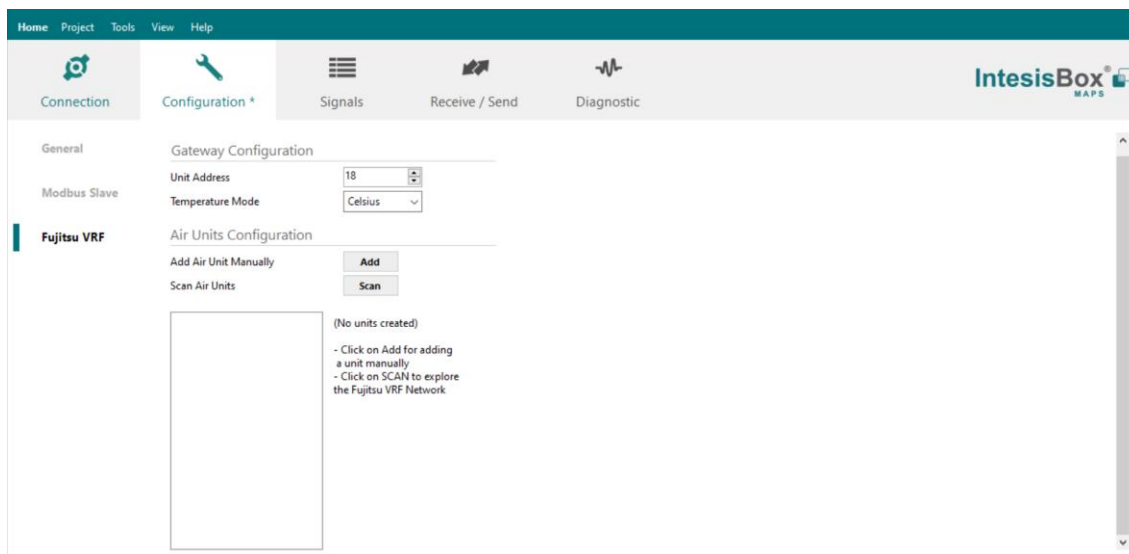 Home Project Tools View Help
Connection
Configuration *
Signals
Receive / Send
Diagnostic
IntesisBox®
MAPS
General
Modbus Slave
Fujitsu VRF
Gateway Configuration
Unit Address 18
Temperature Mode Celsius
Air Units Configuration
Add Air Unit Manually Add
Scan Air Units Scan
(No units created)
- Click on Add for adding
a unit manually
- Click on SCAN to explore
the Fujitsu VRF Network